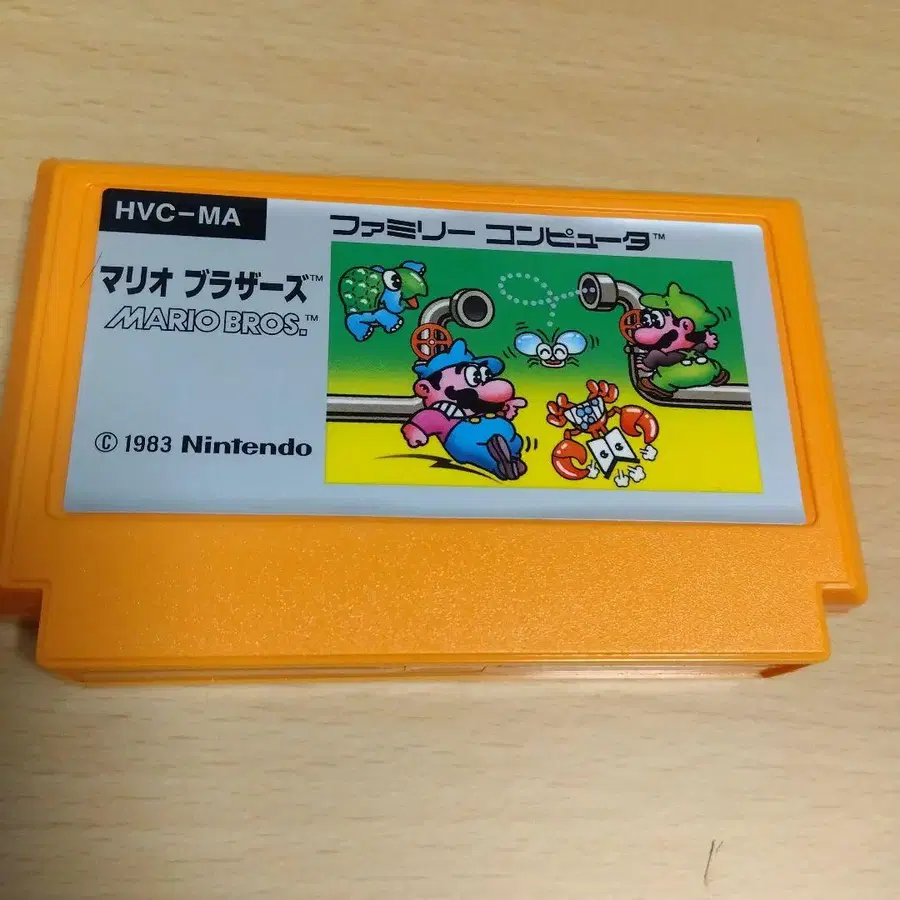 HVC-MA
ファミリー コンピュータ™
マリオ ブラザーズ™
MARIO BROS.™
© 1983 Nintendo